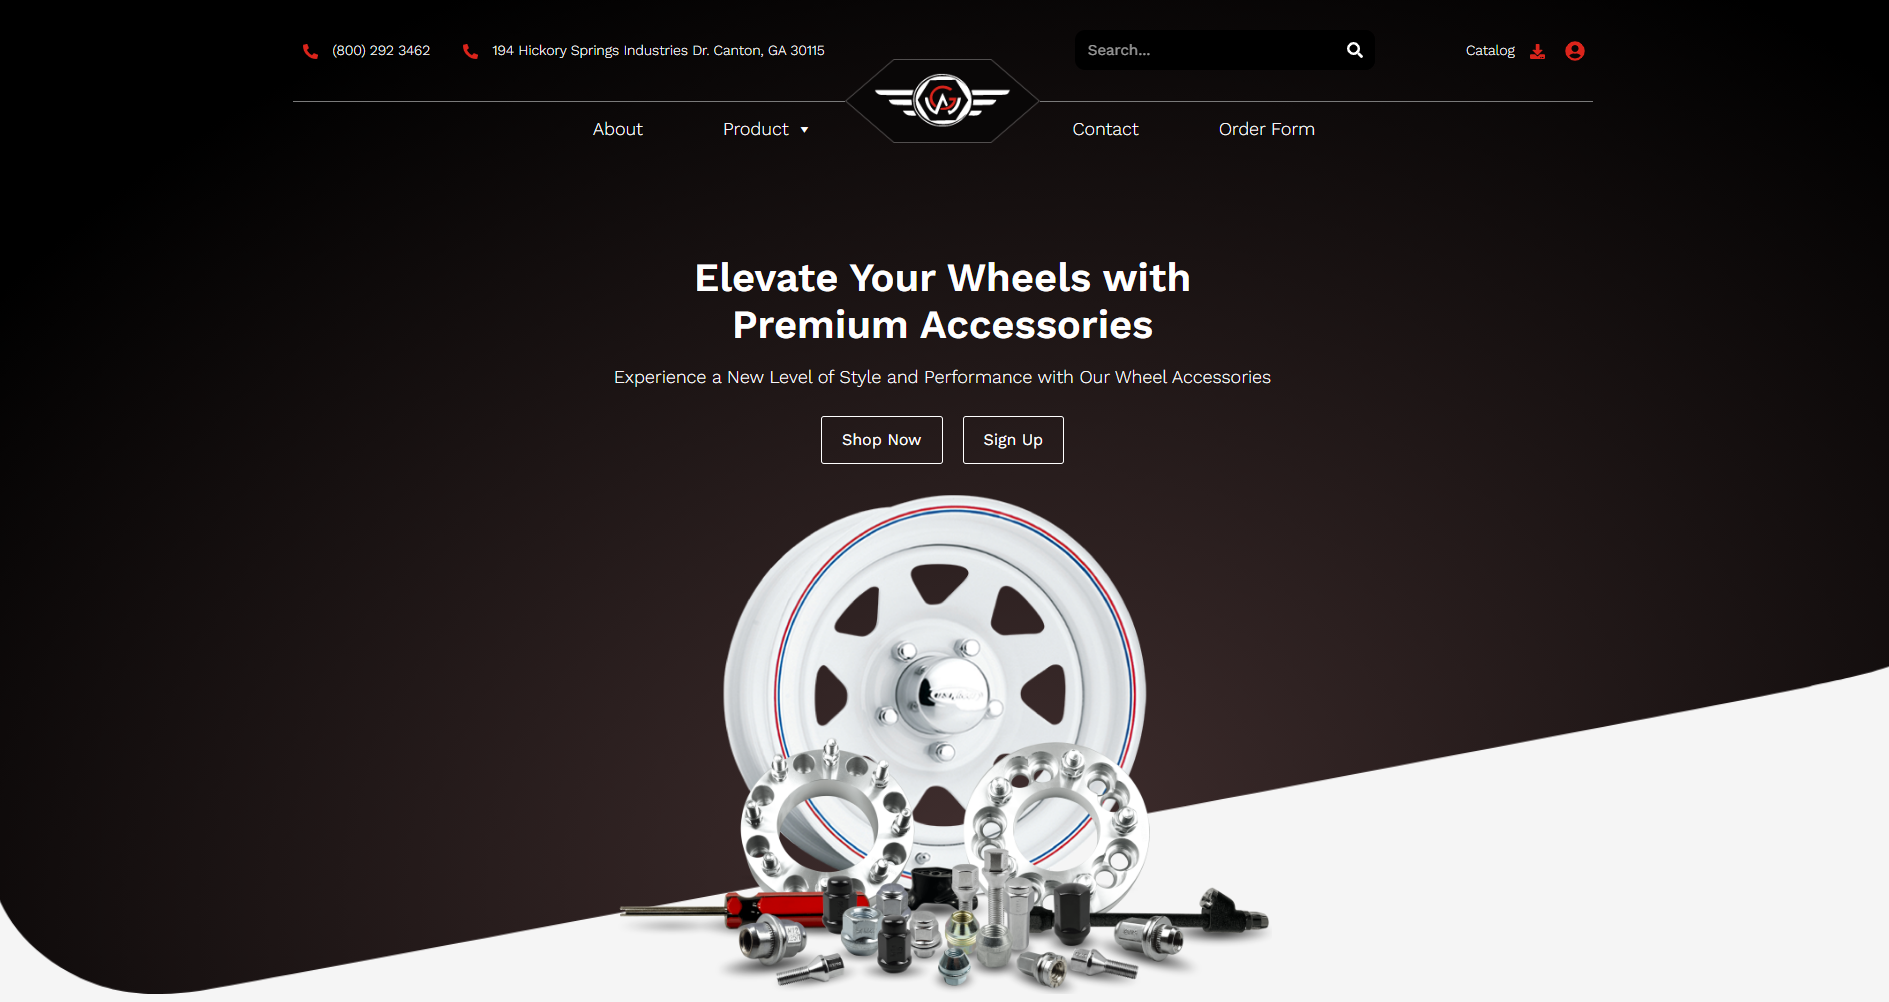 (800) 292 3462
194 Hickory Springs Industries Dr. Canton, GA 30115
Search...
Catalog
About
Product
Contact
Order Form
Elevate Your Wheels with
Premium Accessories
Experience a New Level of Style and Performance with Our Wheel Accessories
Shop Now
Sign Up